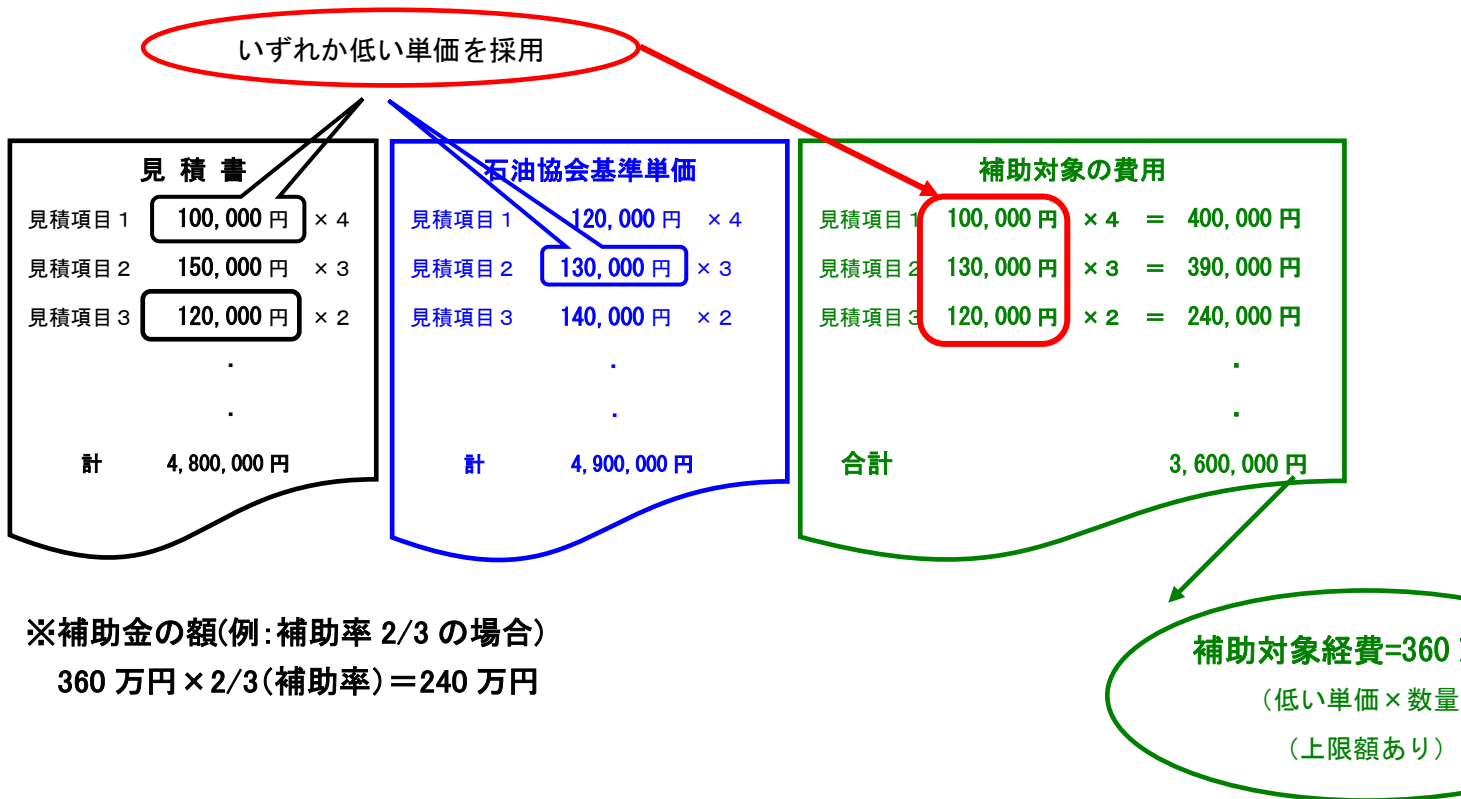 いずれか低い単価を採用
見 積 書
見積項目1 100,000 円 ×4
見積項目2 150,000 円 ×3
見積項目3 120,000 円 ×2
.
.
計 4,800,000 円
石油協会基準単価
見積項目1 120,000 円 ×4
見積項目2 130,000 円 ×3
見積項目3 140,000 円 ×2
.
.
計 4,900,000 円
補助対象の費用
見積項目1 100,000 円 ×4 = 400,000 円
見積項目2 130,000 円 ×3 = 390,000 円
見積項目3 120,000 円 ×2 = 240,000 円
.
.
合計 3,600,000 円
※補助金の額(例:補助率 2/3 の場合)
360 万円×2/3(補助率)=240 万円
補助対象経費=360
(低い単価×数量
(上限額あり)